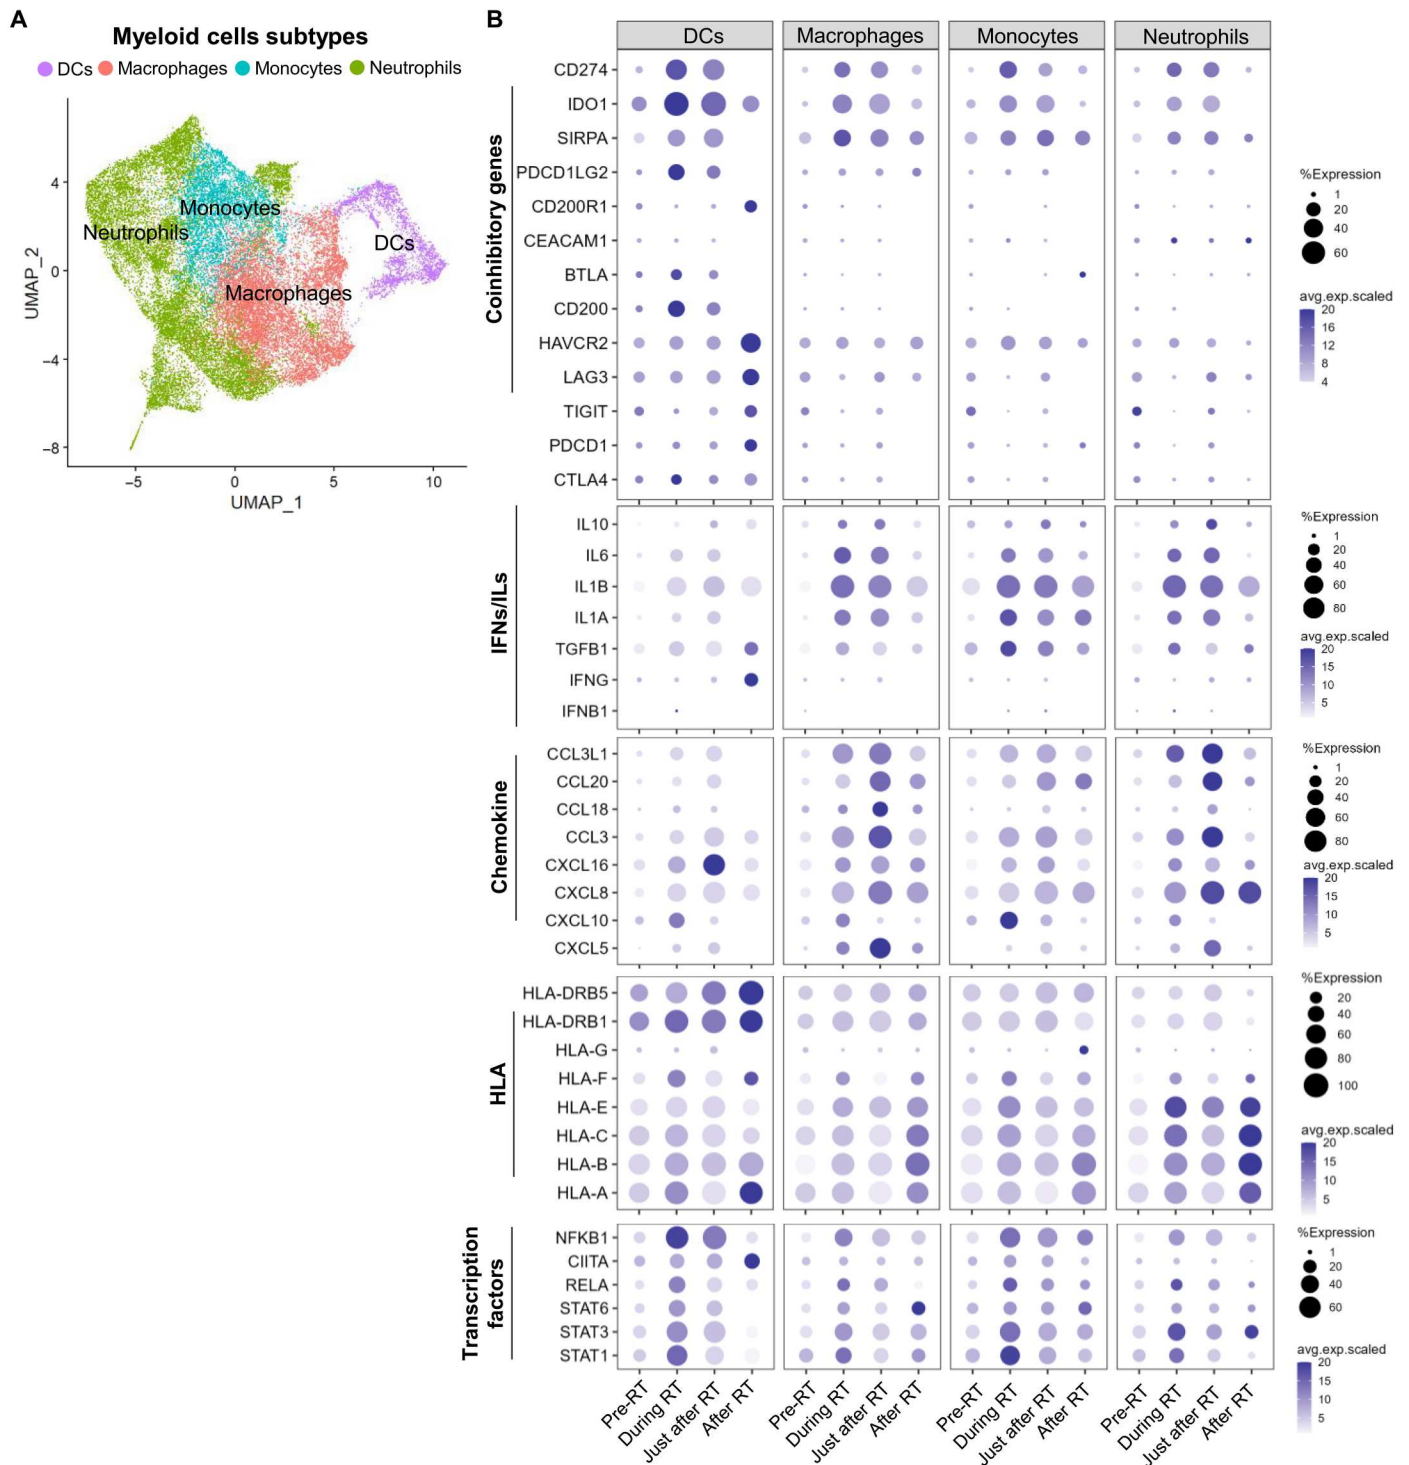 A
Myeloid cells subtypes
DCs Macrophages Monocytes Neutrophils
4
0
−4
−8
−5 0 5 10
UMAP_2
UMAP_1
Monocytes
Neutrophils
DCs
Macrophages
B
DCs Macrophages Monocytes Neutrophils
Coinhibitory genes
CD274
IDO1
SIRPA
PDCD1LG2
CD200R1
CEACAM1
BTLA
CD200
HAVCR2
LAG3
TIGIT
PDCD1
CTLA4
%Expression
1
20
40
60
avg.exp.scaled
20
16
12
8
4
IFNs/ILs
IL10
IL6
IL1B
IL1A
TGFB1
IFNG
IFNB1
%Expression
1
20
40
60
80
avg.exp.scaled
20
15
10
5
Chemokine
CCL3L1
CCL20
CCL18
CCL3
CXCL16
CXCL8
CXCL10
CXCL5
%Expression
1
20
40
60
80
avg.exp.scaled
20
15
10
5
HLA
HLA-DRB5
HLA-DRB1
HLA-G
HLA-F
HLA-E
HLA-C
HLA-B
HLA-A
%Expression
20
40
60
80
100
avg.exp.scaled
20
15
10
5
Transcription
factors
NFKB1
CIITA
RELA
STAT6
STAT3
STAT1
%Expression
1
20
40
60
avg.exp.scaled
20
15
10
5
Pre-RT During RT Just after RT After RT Pre-RT During RT Just after RT After RT Pre-RT During RT Just after RT After RT Pre-RT During RT Just after RT After RT